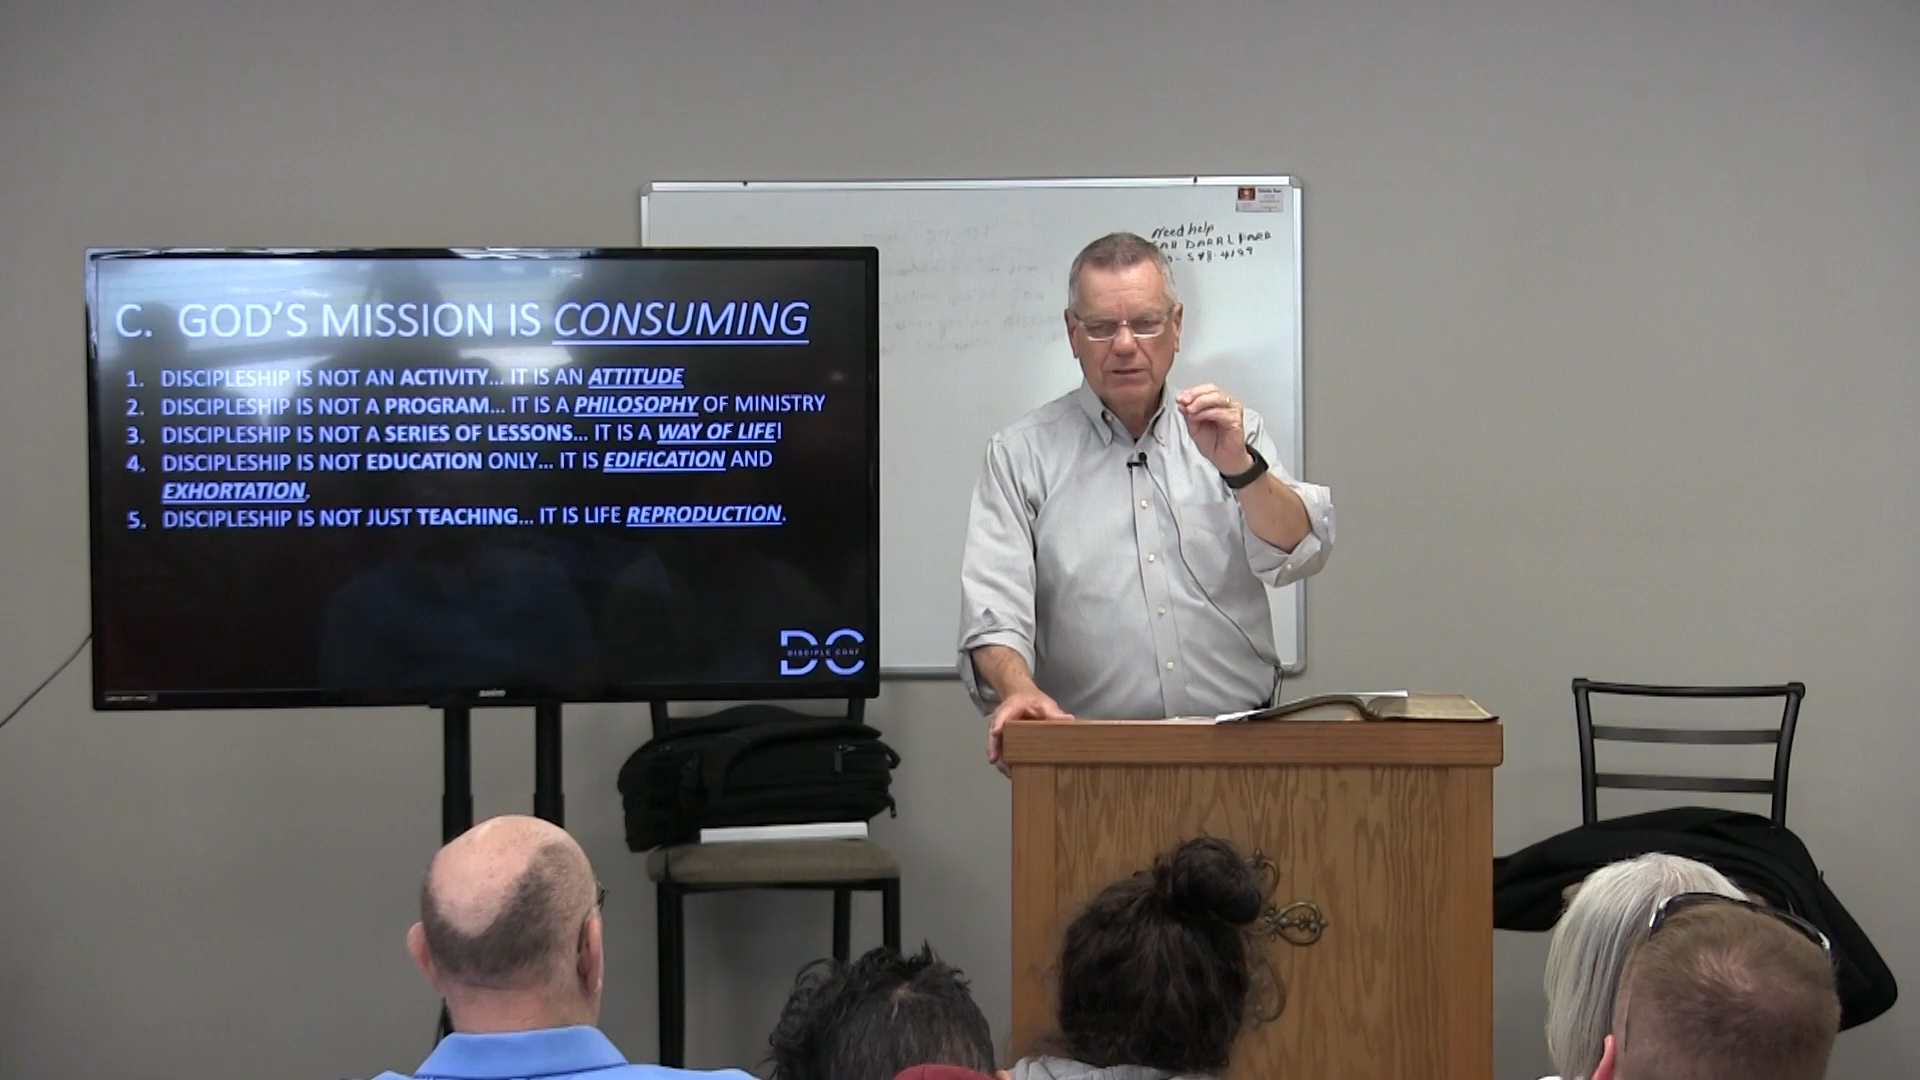 C. GOD'S MISSION IS CONSUMING
1. DISCIPLESHIP IS NOT AN ACTIVITY... IT IS AN ATTITUDE
2. DISCIPLESHIP IS NOT A PROGRAM... IT IS A PHILOSOPHY OF MINISTRY
3. DISCIPLESHIP IS NOT A SERIES OF LESSONS... IT IS A WAY OF LIFE!
4. DISCIPLESHIP IS NOT EDUCATION ONLY... IT IS EDIFICATION AND
EXHORTATION.
5. DISCIPLESHIP IS NOT JUST TEACHING... IT IS LIFE REPRODUCTION.
DC
DISCIPLE CONF
SANYO
Need help